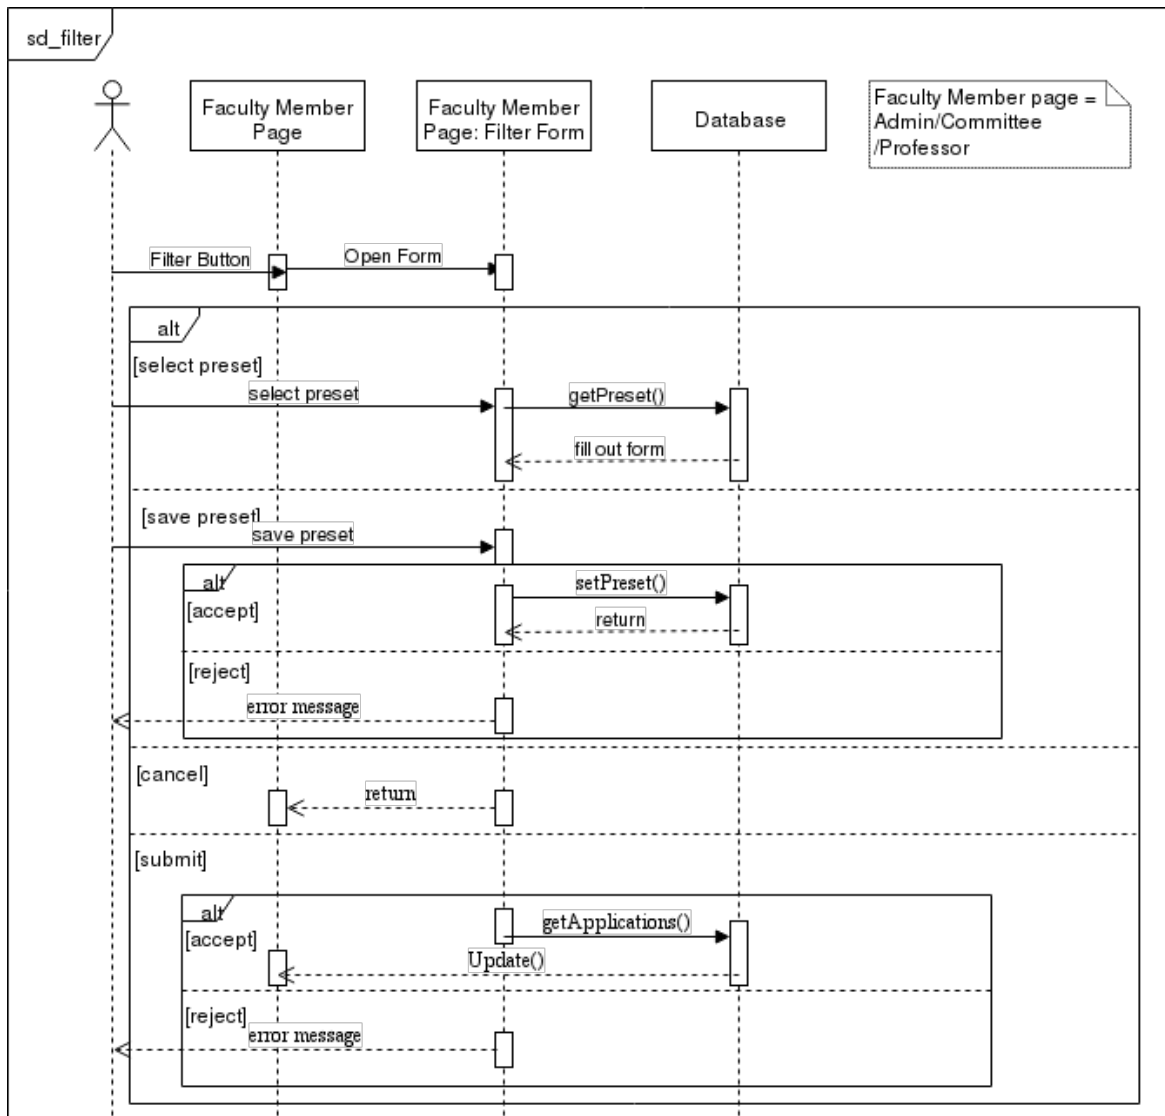 sd_filter
Faculty Member
Page
Faculty Member
Page: Filter Form
Database
Faculty Member page =
Admin/Committee
/Professor
Filter Button
Open Form
alt
[select preset]
select preset
getPreset()
fill out form
[save preset]
save preset
alt
setPreset()
[accept]
return
[reject]
error message
[cancel]
return
[submit]
alt
getApplications()
[accept]
Update()
[reject]
error message